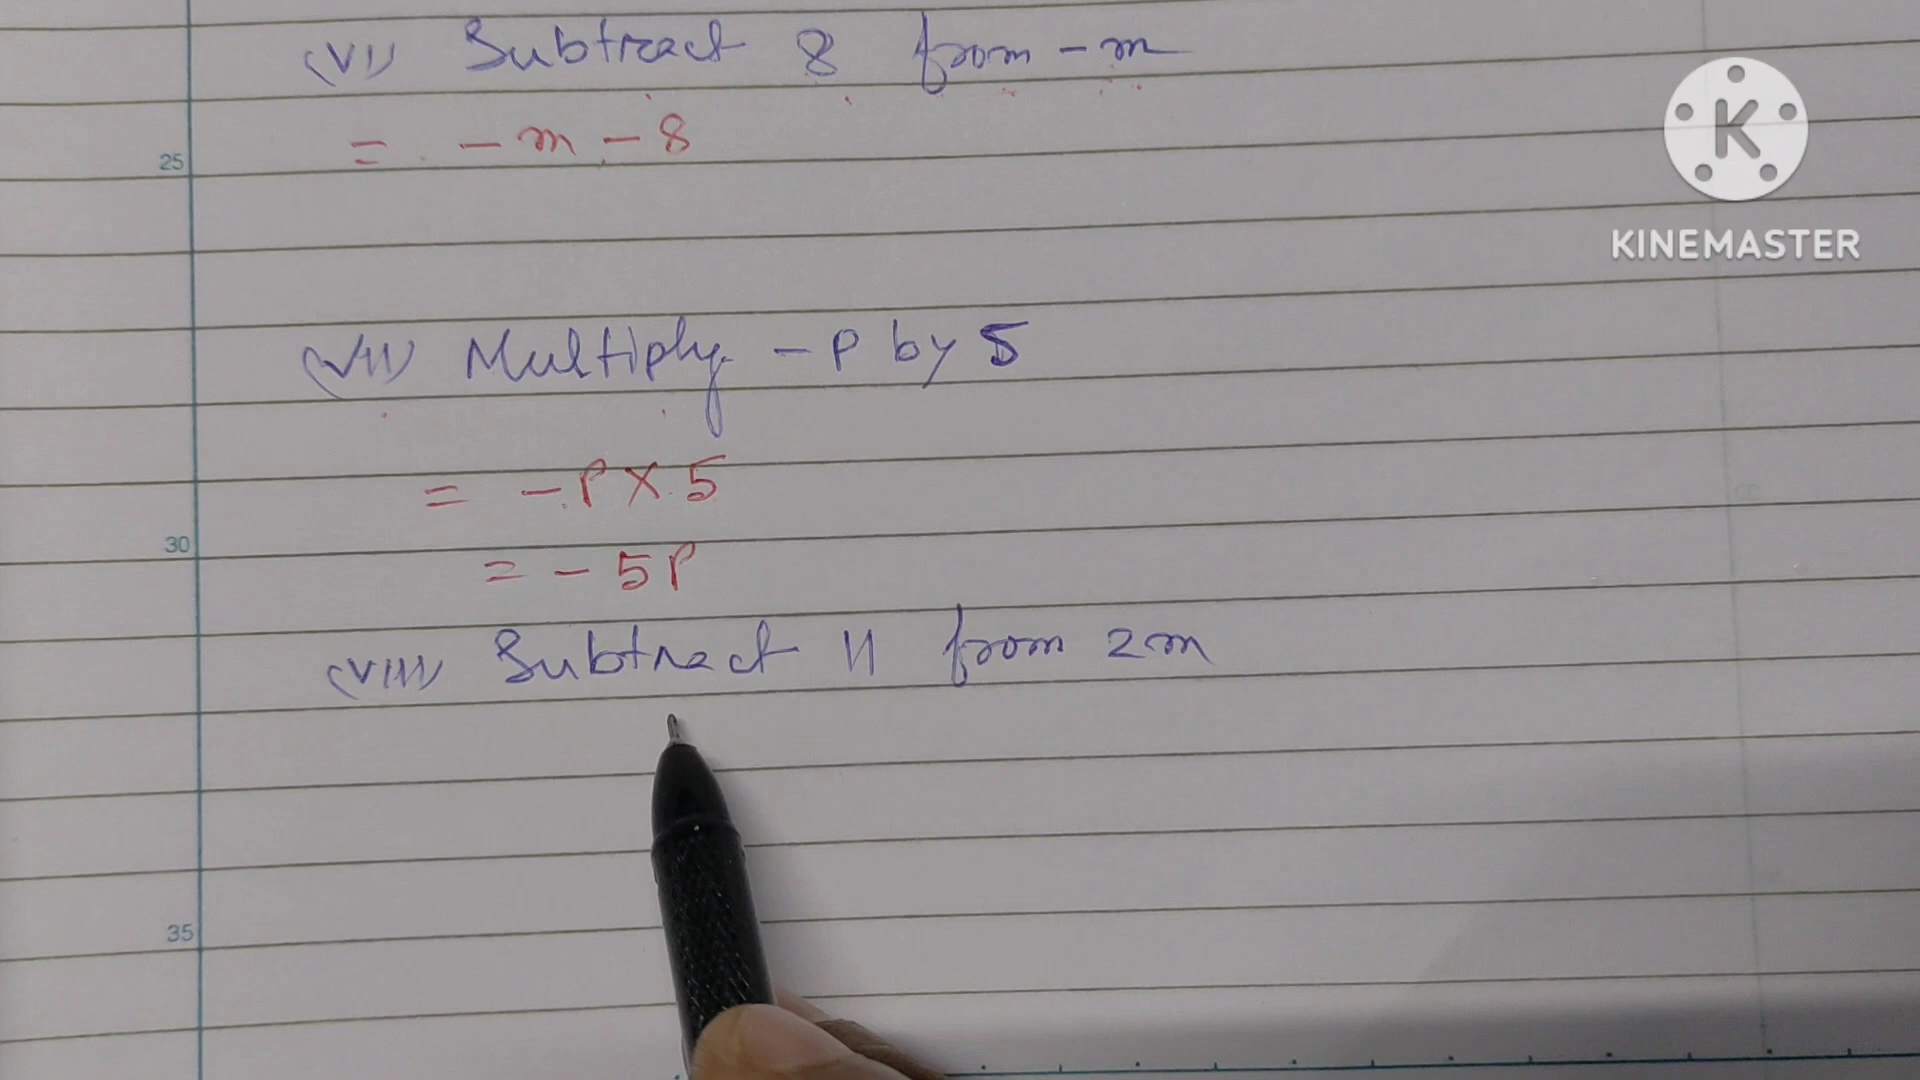 (VI) Subtract 8 from - m
= - m - 8
25
K
KINEMASTER
(VII) Multiply - P by 5
= - P X 5
30
= - 5P
(VIII) Subtract 11 from 2m
35